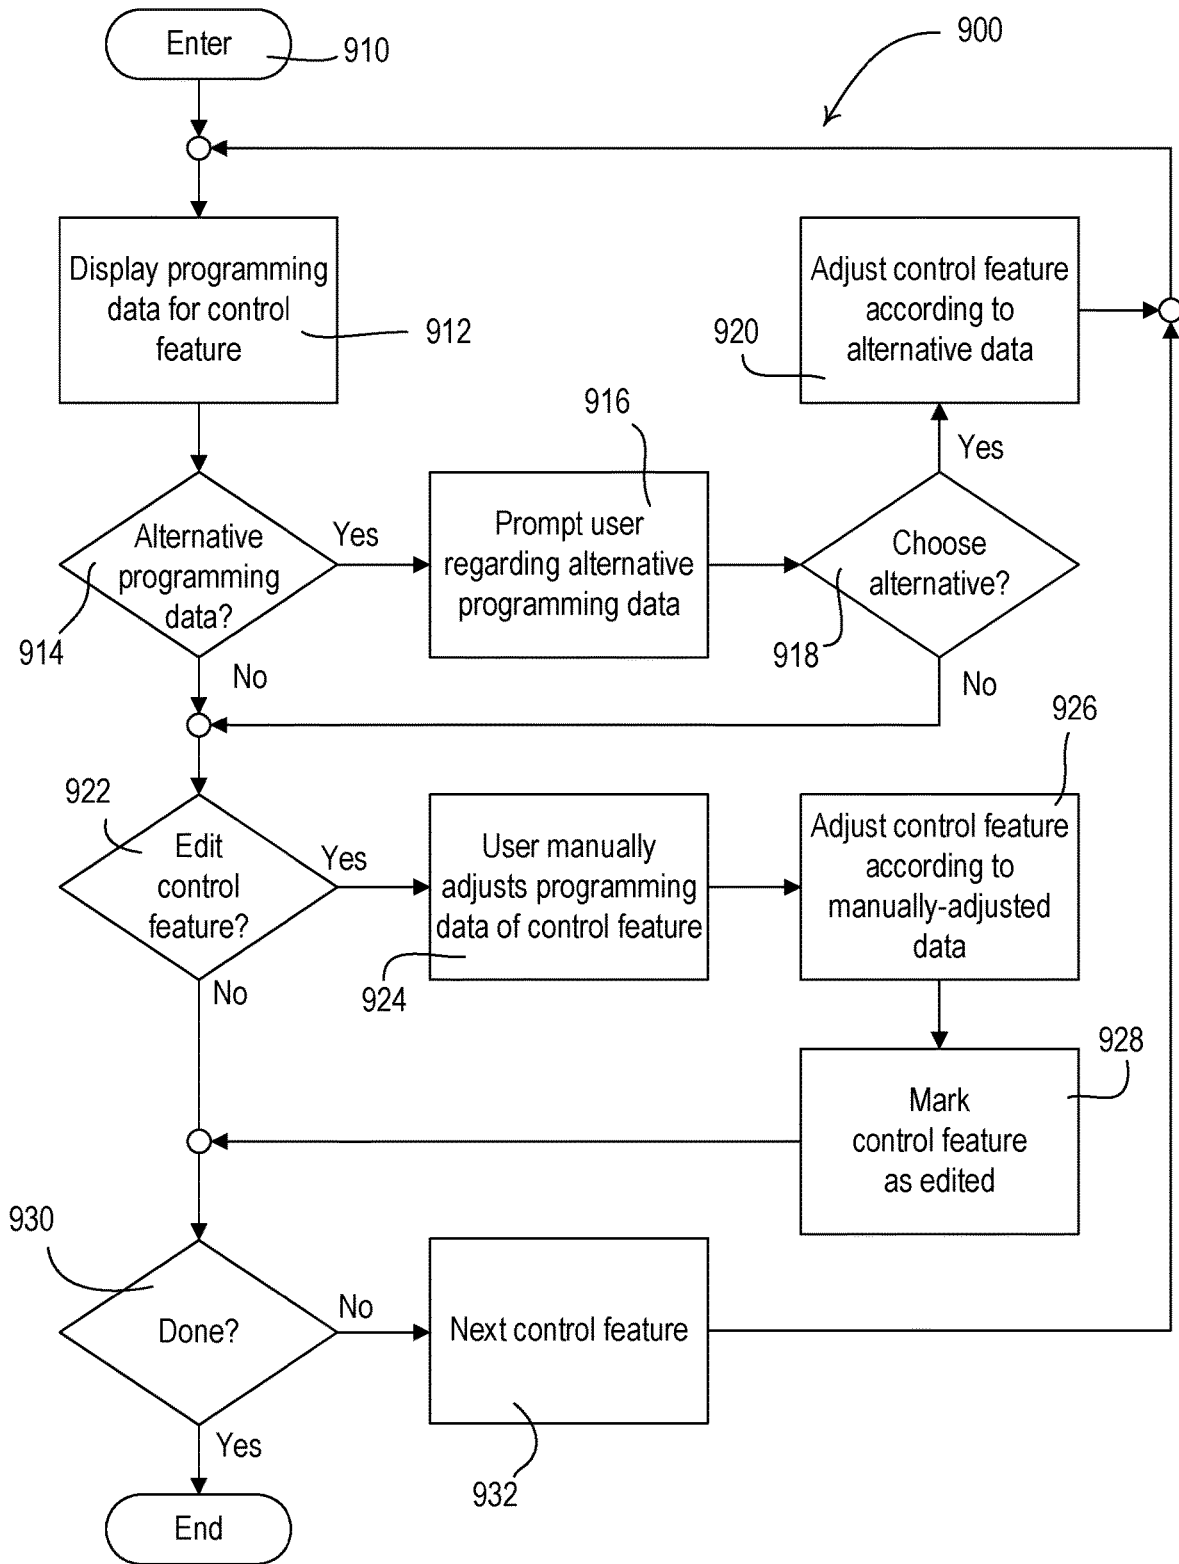 Enter
910
900
Display programming
data for control
feature
912
Adjust control feature
according to
alternative data
920
916
Yes
Alternative
programming
data?
914
Yes
Prompt user
regarding alternative
programming data
Choose
alternative?
918
No
No
926
922
Edit
control
feature?
Yes
User manually
adjusts programming
data of control feature
924
Adjust control feature
according to
manually-adjusted
data
No
928
Mark
control feature
as edited
930
Done?
No
Next control feature
932
Yes
End